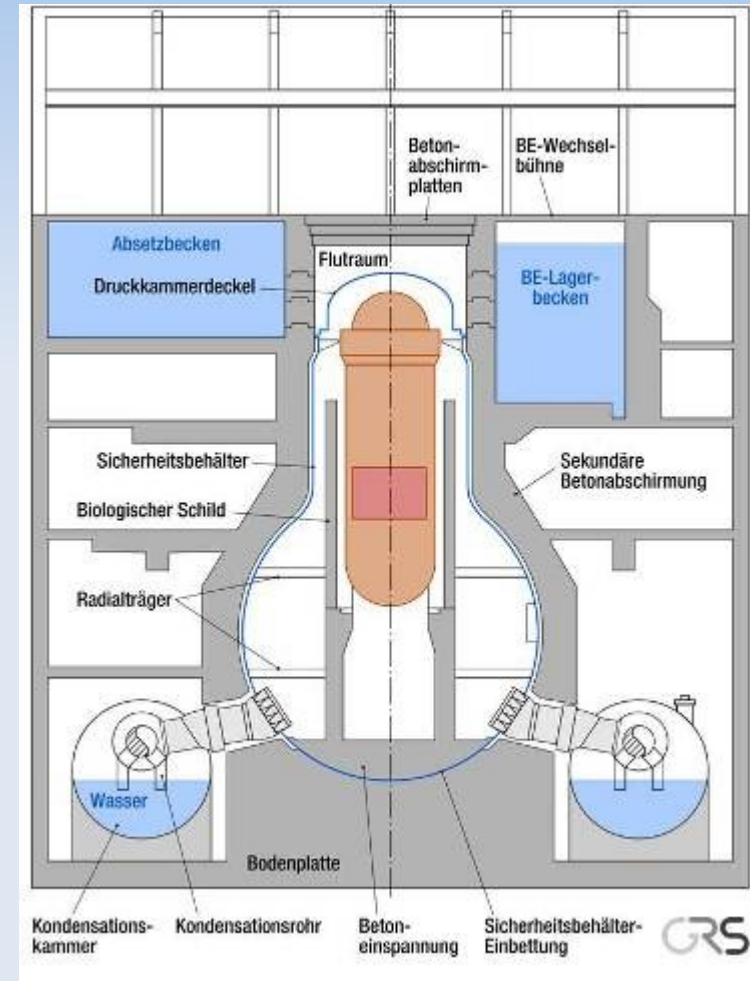 Beton-
abschirm-
platten
BE-Wechsel-
bühne
Absetzbecken
Flutraum
Druckkammerdeckel
BE-Lager-
becken
Sicherheitsbehälter
Sekundäre
Betonabschirmung
Biologischer Schild
Radialträger
Wasser
Bodenplatte
Kondensations-
kammer
Kondensationsrohr
Beton-
einspannung
Sicherheitsbehälter-
Einbettung
GRS